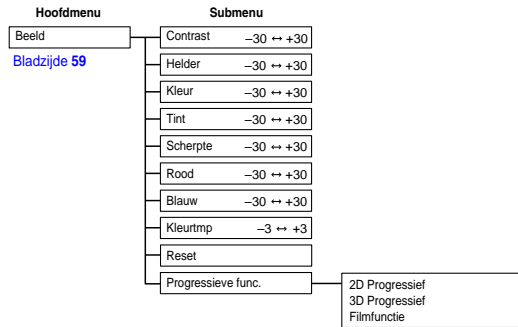 Hoofdmenu Submenu
Beeld
Bladzijde 59
Contrast –30 ↔ +30
Helder –30 ↔ +30
Kleur –30 ↔ +30
Tint –30 ↔ +30
Scherpte –30 ↔ +30
Rood –30 ↔ +30
Blauw –30 ↔ +30
Kleurtmp –3 ↔ +3
Reset
Progressieve func.
2D Progressief
3D Progressief
Filmfunctie